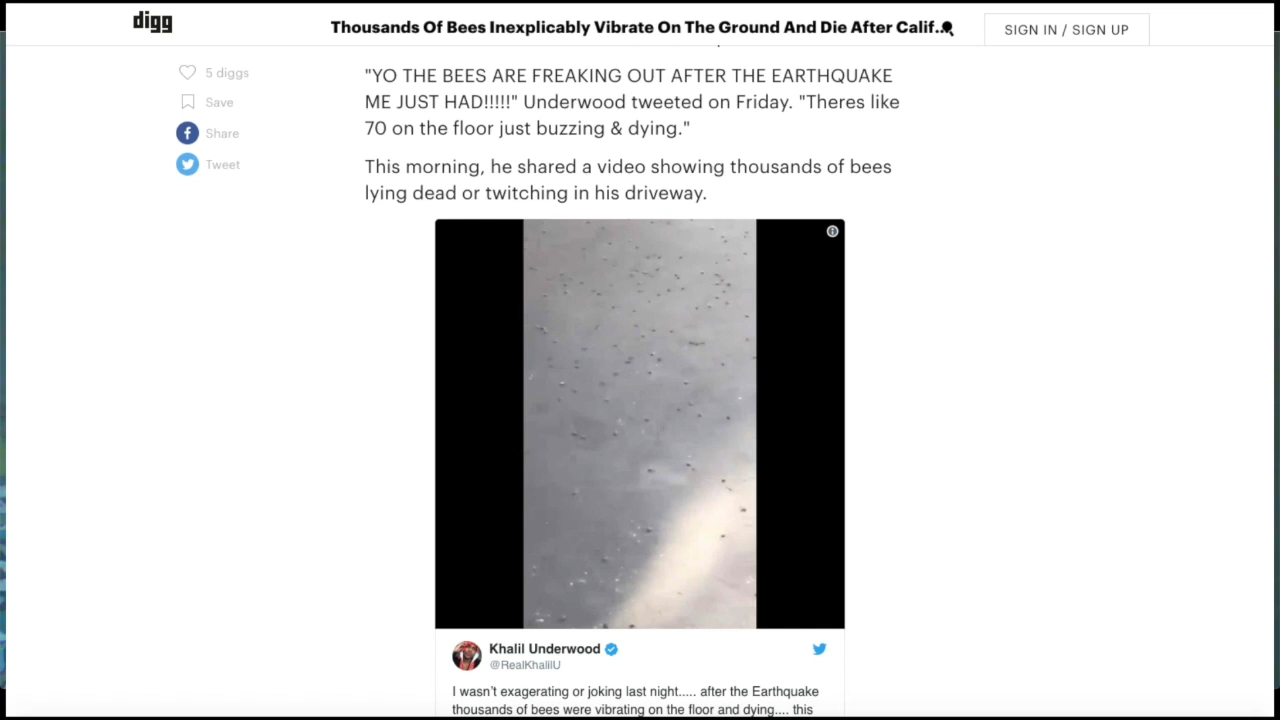 digg
Thousands Of Bees Inexplicably Vibrate On The Ground And Die After Calif..
SIGN IN / SIGN UP
5 diggs
Save
Share
Tweet
"YO THE BEES ARE FREAKING OUT AFTER THE EARTHQUAKE
ME JUST HAD!!!!!" Underwood tweeted on Friday. "Theres like
70 on the floor just buzzing & dying."
This morning, he shared a video showing thousands of bees
lying dead or twitching in his driveway.
Khalil Underwood
@RealKhalilU
I wasn't exagerating or joking last night..... after the Earthquake
thousands of bees were vibrating on the floor and dying.... this